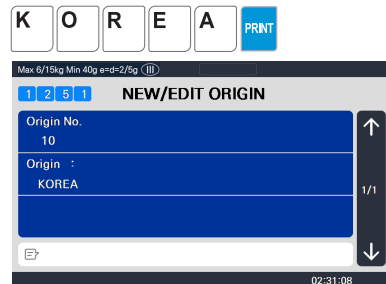 K O R E A PRINT
Max 6/15kg Min 40g e=d=2/5g (III)
1 2 5 1 NEW/EDIT ORIGIN
Origin No.
10
Origin :
KOREA
1/1
02:31:08